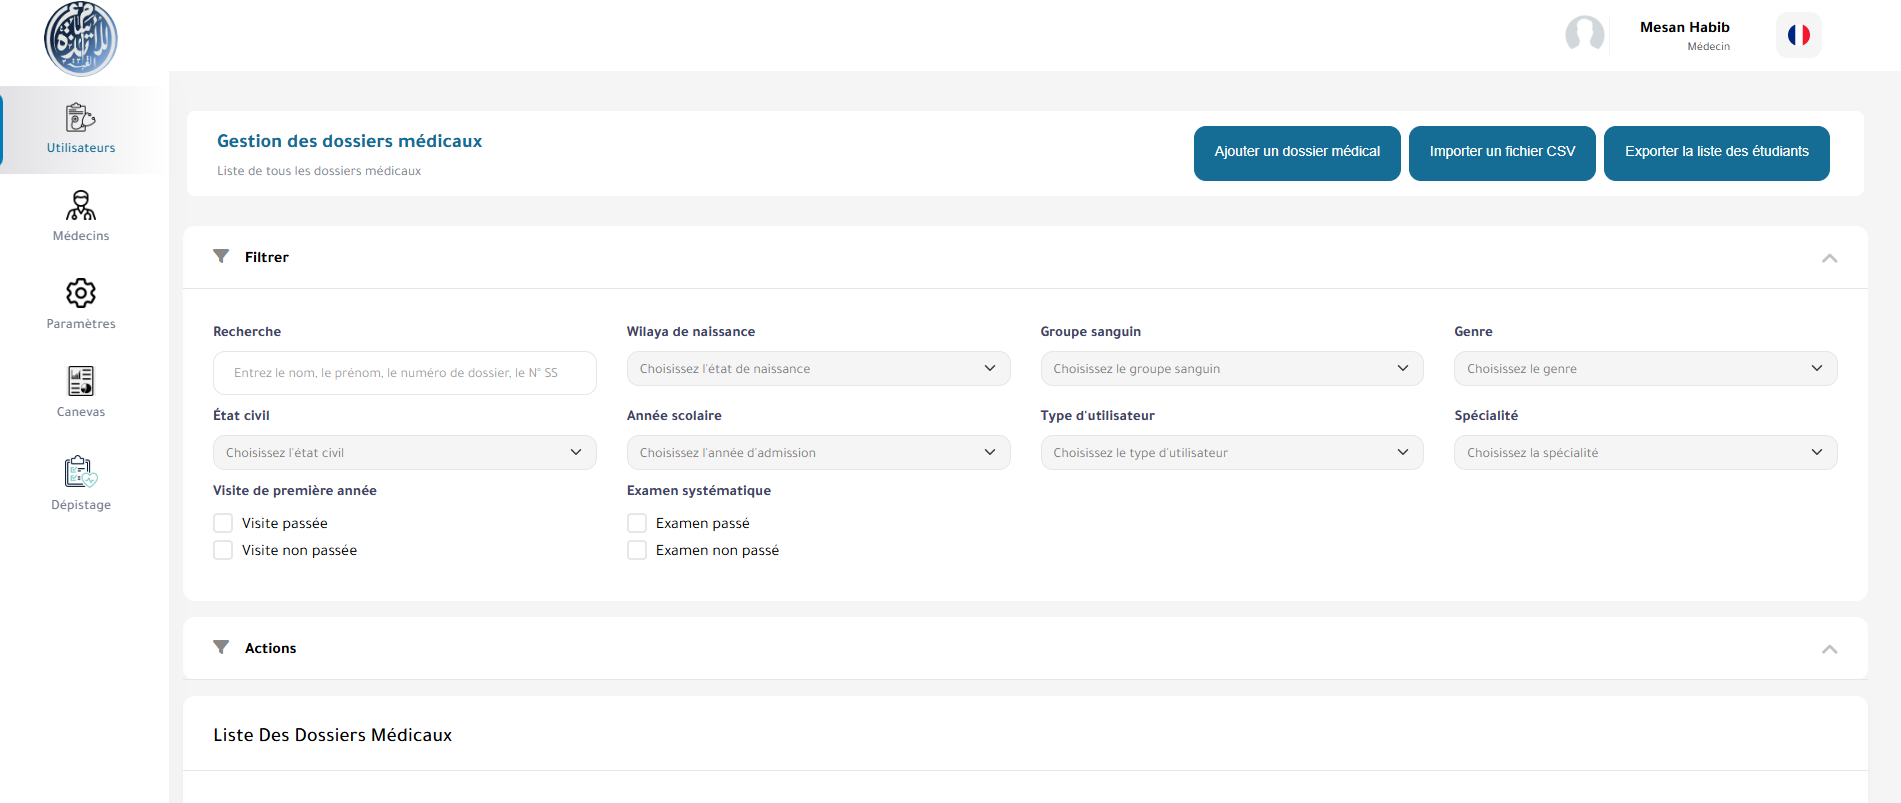 Mesan Habib
Médecin
Utilisateurs
Médecins
Paramètres
Canevas
Dépistage
Gestion des dossiers médicaux
Liste de tous les dossiers médicaux
Ajouter un dossier médical
Importer un fichier CSV
Exporter la liste des étudiants
Filtrer
Recherche
Entrez le nom, le prénom, le numéro de dossier, le N° SS
Wilaya de naissance
Choisissez l'état de naissance
Groupe sanguin
Choisissez le groupe sanguin
Genre
Choisissez le genre
État civil
Choisissez l'état civil
Année scolaire
Choisissez l'année d'admission
Type d'utilisateur
Choisissez le type d'utilisateur
Spécialité
Choisissez la spécialité
Visite de première année
Visite passée
Visite non passée
Examen systématique
Examen passé
Examen non passé
Actions
Liste Des Dossiers Médicaux